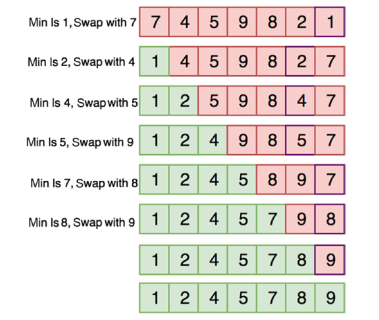 Min Is 1, Swap with 7 7 4 5 9 8 2 1
Min Is 2, Swap with 4 1 4 5 9 8 2 7
Min Is 4, Swap with 5 1 2 5 9 8 4 7
Min Is 5, Swap with 9 1 2 4 9 8 5 7
Min Is 7, Swap with 8 1 2 4 5 8 9 7
Min Is 8, Swap with 9 1 2 4 5 7 9 8
1 2 4 5 7 8 9
1 2 4 5 7 8 9